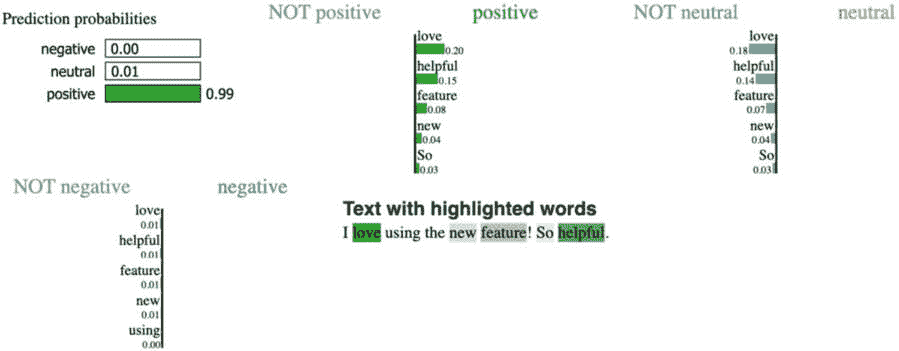 Prediction probabilities
negative 0.00
neutral 0.01
positive 0.99
NOT positive positive
love
0.20
helpful
0.15
feature
0.08
new
0.04
So
0.03
NOT neutral neutral
love
0.18
helpful
0.14
feature
0.07
new
0.04
So
0.03
NOT negative negative
love
0.01
helpful
0.01
feature
0.01
new
0.01
using
0.00
Text with highlighted words
I love using the new feature! So helpful.